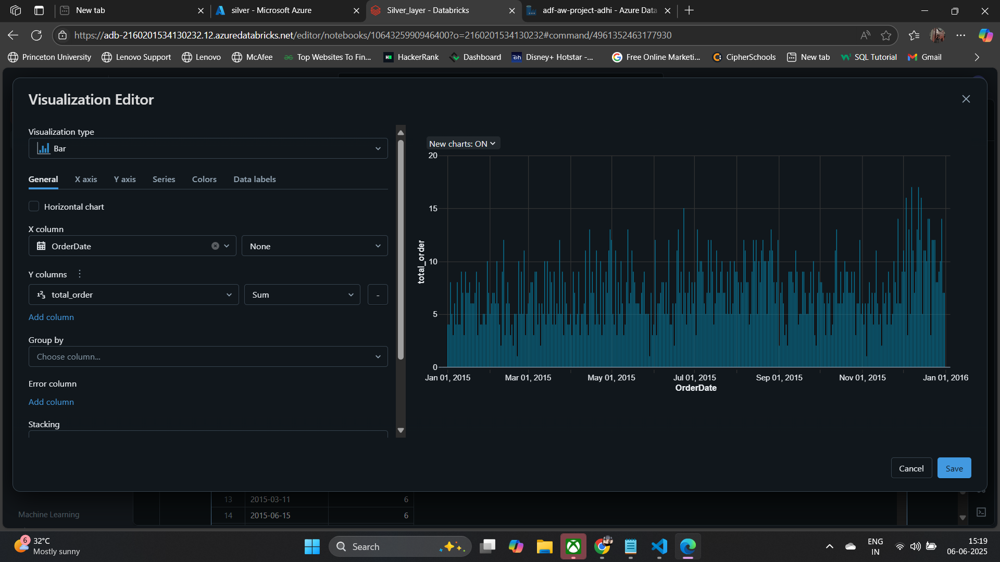 New tab
silver - Microsoft Azure
Silver_layer - Databricks
adf-aw-project-adhi - Azure Data
https://adb-2160201534130232.12.azuredatabricks.net/editor/notebooks/1064325990946400?o=2160201534130232#command/4961352463177930
Princeton University
Lenovo Support
Lenovo
McAfee
Top Websites To Fin...
HackerRank
Dashboard
Disney+ Hotstar -...
Free Online Marketi...
CipherSchools
New tab
SQL Tutorial
Gmail
Visualization Editor
Visualization type
Bar
General
X axis
Y axis
Series
Colors
Data labels
Horizontal chart
X column
OrderDate
None
Y columns
total_order
Sum
-
Add column
Group by
Choose column...
Error column
Add column
Stacking
New charts: ON
20
15
10
5
0
total_order
Jan 01, 2015
Mar 01, 2015
May 01, 2015
Jul 01, 2015
Sep 01, 2015
Nov 01, 2015
Jan 01, 2016
OrderDate
Cancel
Save
13 2015-03-11 6
14 2015-06-15 6
Machine Learning
6
32°C
Mostly sunny
Search
ENG
IN
15:19
06-06-2025